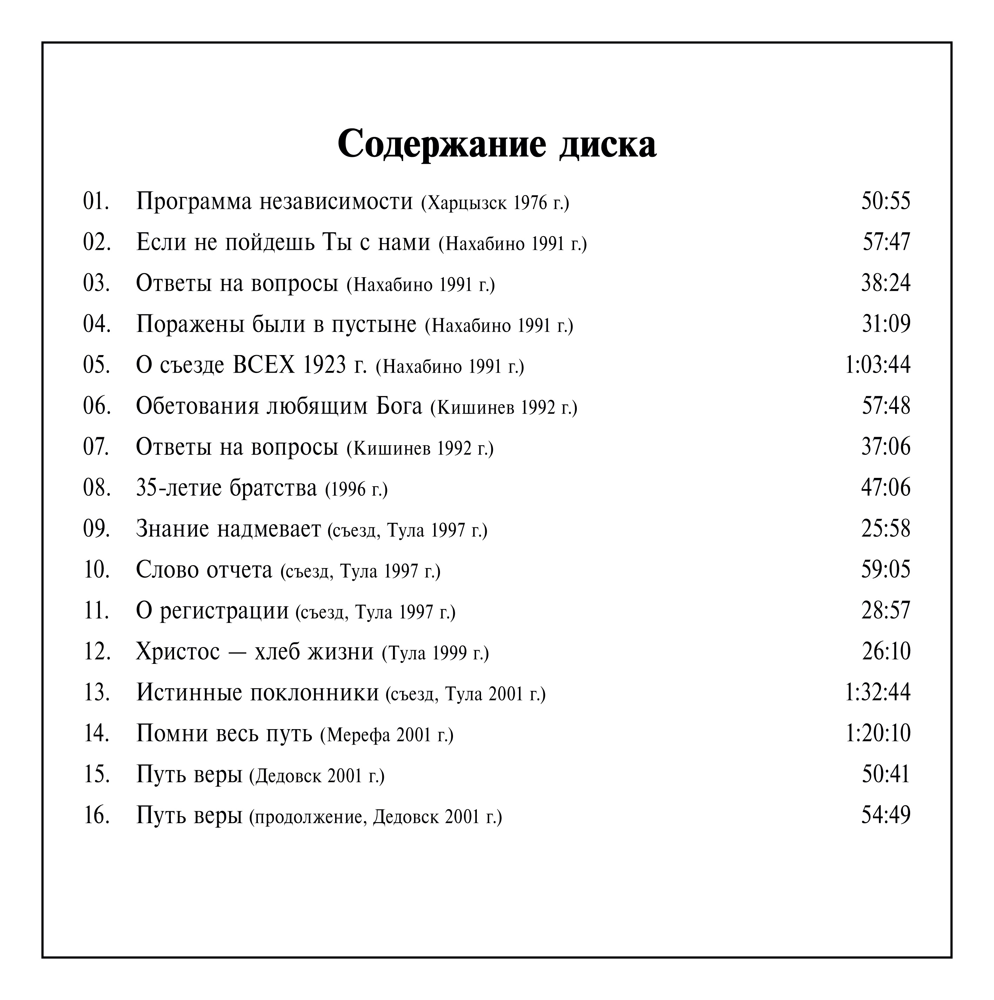 Содержание диска
01. Программа независимости (Харцызск 1976 г.) 50:55
02. Если не пойдешь Ты с нами (Нахабино 1991 г.) 57:47
03. Ответы на вопросы (Нахабино 1991 г.) 38:24
04. Поражены были в пустыне (Нахабино 1991 г.) 31:09
05. О съезде ВСЕХ 1923 г. (Нахабино 1991 г.) 1:03:44
06. Обетования любящим Бога (Кишинев 1992 г.) 57:48
07. Ответы на вопросы (Кишинев 1992 г.) 37:06
08. 35-летие братства (1996 г.) 47:06
09. Знание надмевает (съезд, Тула 1997 г.) 25:58
10. Слово отчета (съезд, Тула 1997 г.) 59:05
11. О регистрации (съезд, Тула 1997 г.) 28:57
12. Христос — хлеб жизни (Тула 1999 г.) 26:10
13. Истинные поклонники (съезд, Тула 2001 г.) 1:32:44
14. Помни весь путь (Мерефа 2001 г.) 1:20:10
15. Путь веры (Дедовск 2001 г.) 50:41
16. Путь веры (продолжение, Дедовск 2001 г.) 54:49